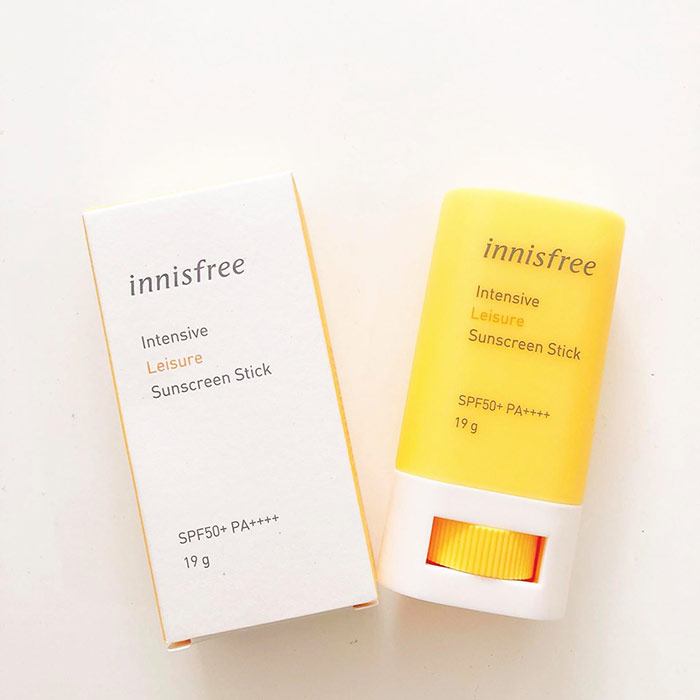 innisfree
Intensive
Leisure
Sunscreen Stick
SPF50+ PA++++
19 g
innisfree
Intensive
Leisure
Sunscreen Stick
SPF50+ PA++++
19 g